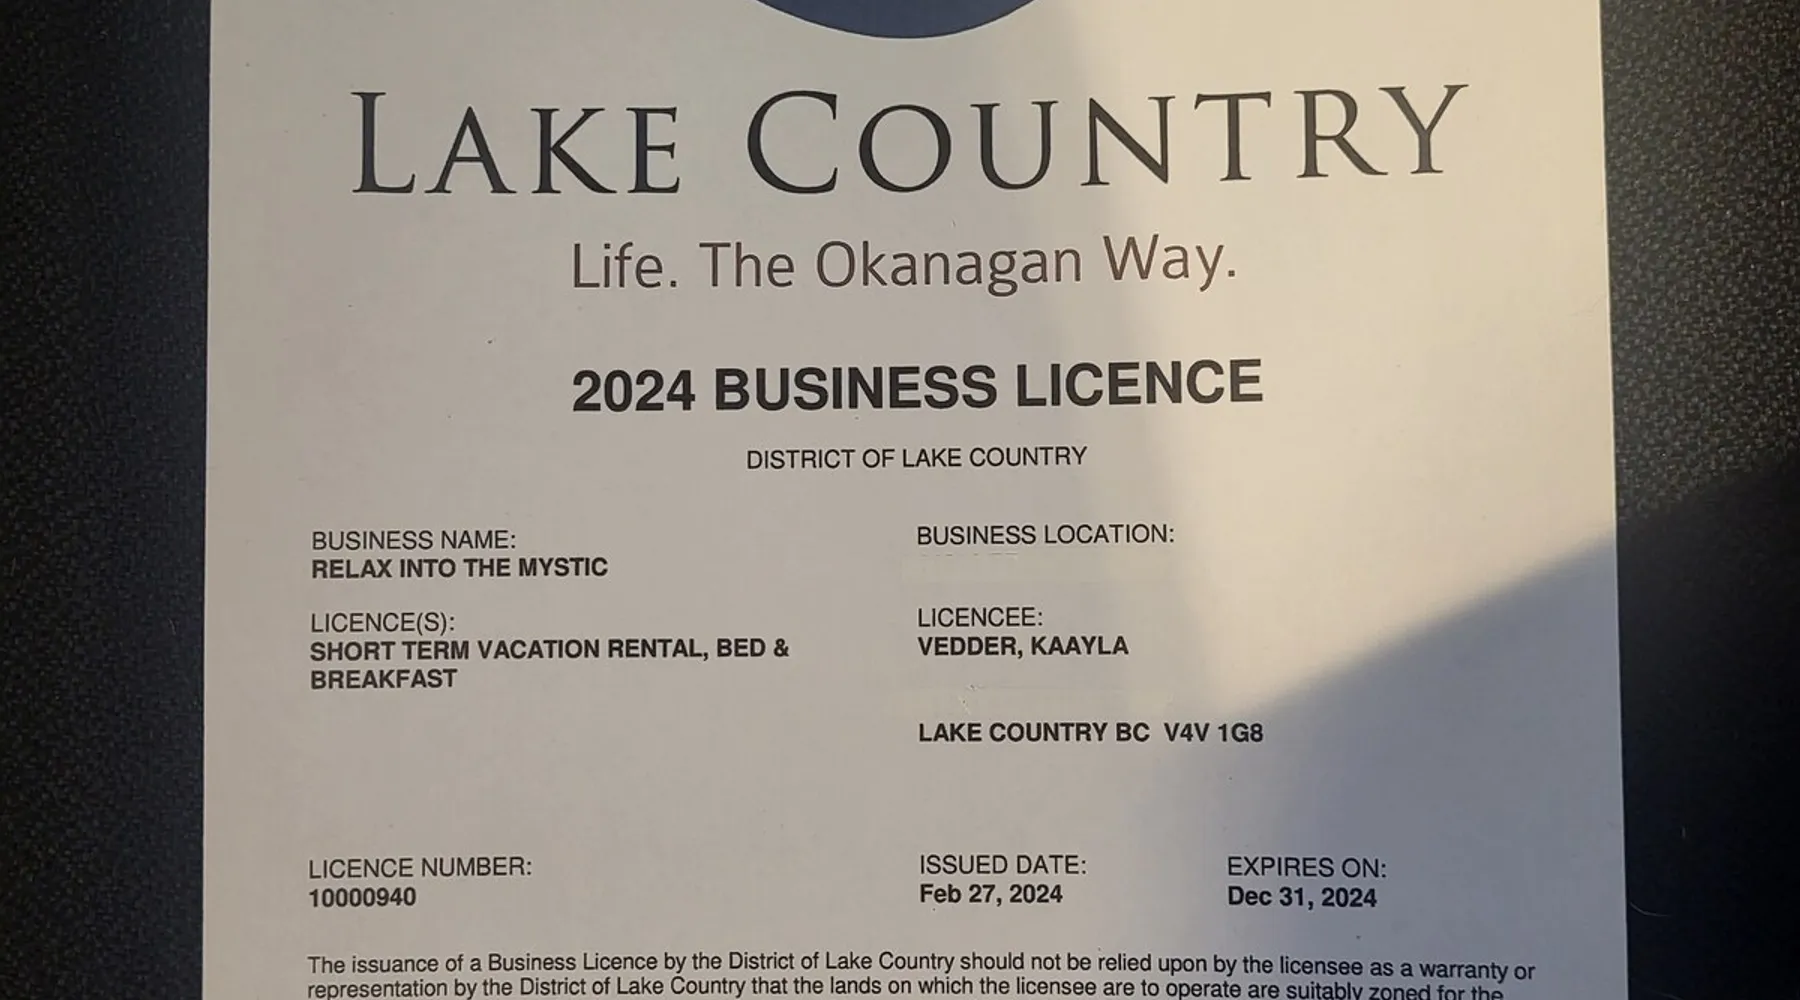 LAKE COUNTRY
Life. The Okanagan Way.
2024 BUSINESS LICENCE
DISTRICT OF LAKE COUNTRY
BUSINESS NAME:
RELAX INTO THE MYSTIC
BUSINESS LOCATION:
LICENCE(S):
SHORT TERM VACATION RENTAL, BED &
BREAKFAST
LICENCEE:
VEDDER, KAAYLA
LAKE COUNTRY BC V4V 1G8
LICENCE NUMBER:
10000940
ISSUED DATE:
Feb 27, 2024
EXPIRES ON:
Dec 31, 2024
The issuance of a Business Licence by the District of Lake Country should not be relied upon by the licensee as a warranty or
representation by the District of Lake Country that the lands on which the licensee are to operate are suitably zoned for the